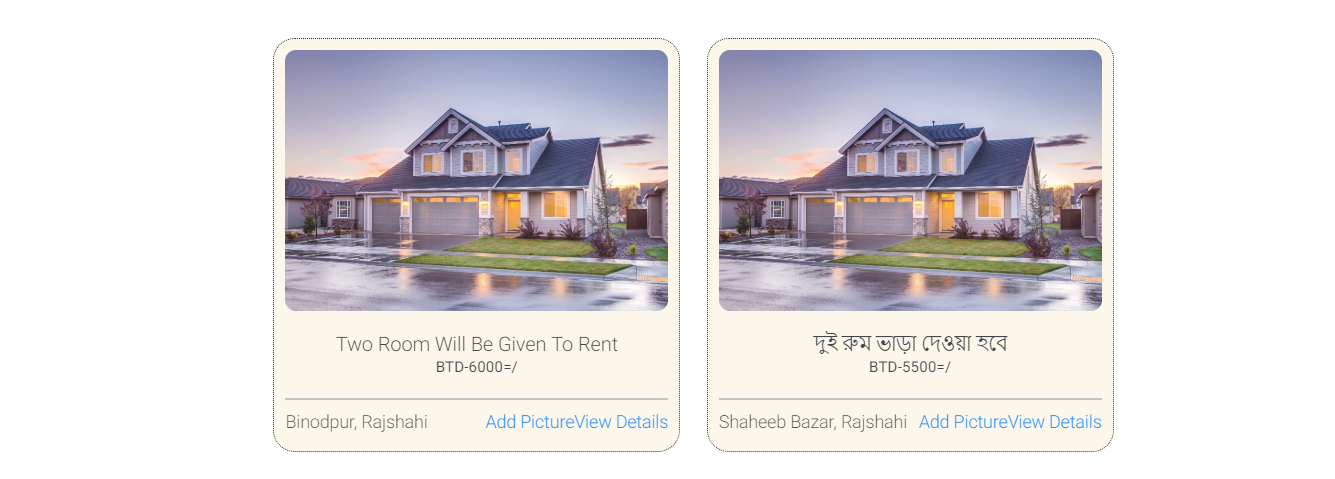 Two Room Will Be Given To Rent
BTD-6000=/
Binodpur, Rajshahi Add PictureView Details
দুই রুম ভাড়া দেওয়া হবে
BTD-5500=/
Shaheeb Bazar, Rajshahi Add PictureView Details